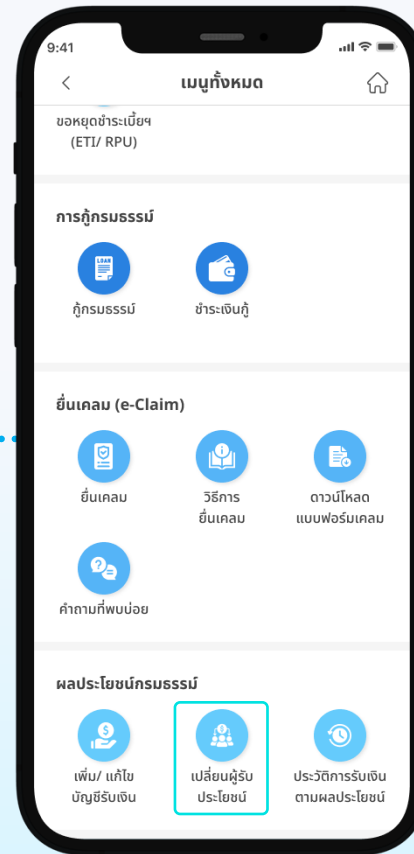 9:41
เมนูทั้งหมด
ขอหยุดชำระเบี้ยฯ
(ETI/ RPU)
การกู้กรมธรรม์
LOAN
กู้กรมธรรม์
ชำระเงินกู้
ยื่นเคลม (e-Claim)
ยื่นเคลม
วิธีการ
ยื่นเคลม
ดาวน์โหลด
แบบฟอร์มเคลม
คำถามที่พบบ่อย
ผลประโยชน์กรมธรรม์
เพิ่ม/ แก้ไข
บัญชีรับเงิน
เปลี่ยนผู้รับ
ประโยชน์
ประวัติการรับเงิน
ตามผลประโยชน์